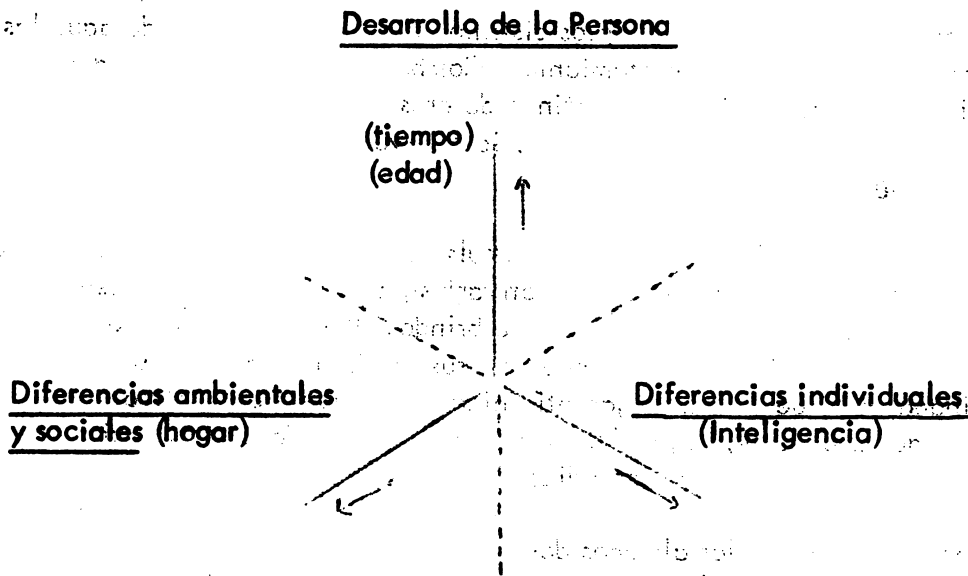 Desarrollo de la Persona
(tiempo)
(edad)
Diferencias ambientales
y sociales (hogar)
Diferencias individuales
(Inteligencia)